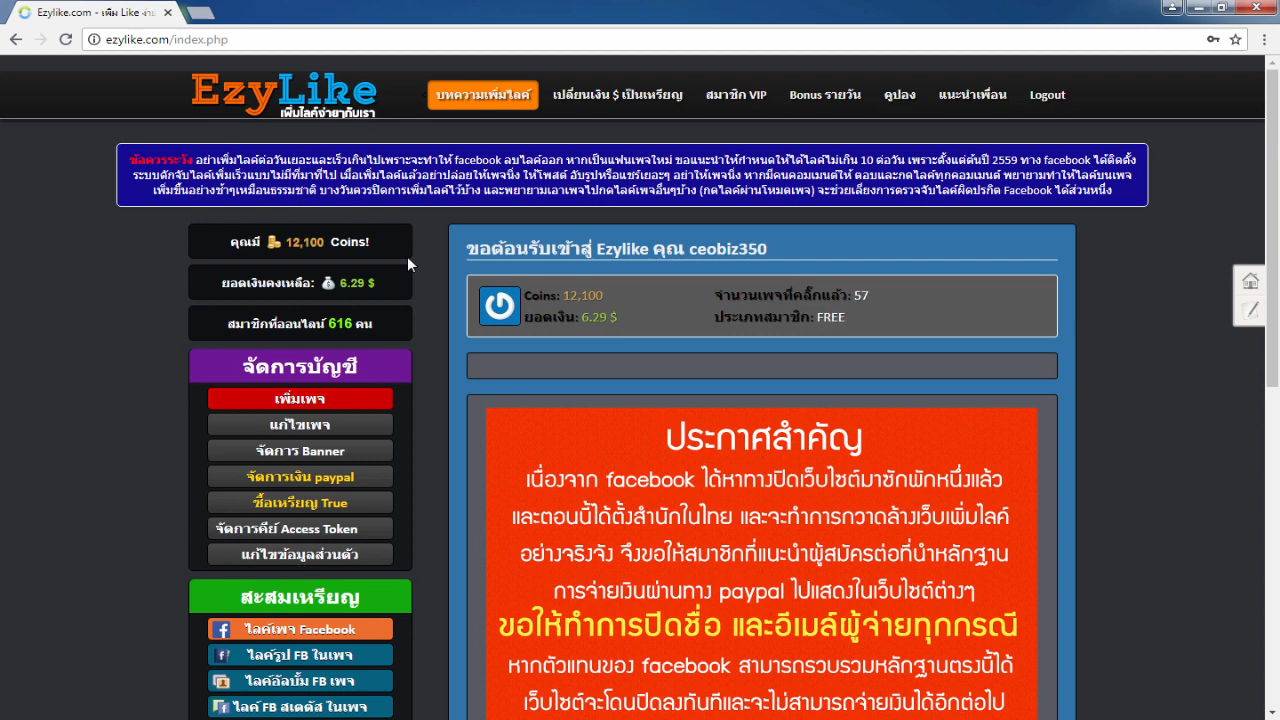 Ezylike.com - เพิ่ม Like ง่าย
ezylike.com/index.php
EzyLike
เพิ่มไลค์ง่ายๆกับเรา
บทความเพิ่มไลค์
เปลี่ยนเงิน $ เป็นเหรียญ
สมาชิก VIP
Bonus รายวัน
คูปอง
แนะนำเพื่อน
Logout
ข้อควรระวัง อย่าเพิ่มไลค์ต่อวันเยอะและเร็วเกินไปเพราะจะทำให้ facebook ลบไลค์ออก หากเป็นแฟนเพจใหม่ ขอแนะนำให้กำหนดให้ได้ไลค์ไม่เกิน 10 ต่อวัน เพราะตั้งแต่ต้นปี 2559 ทาง facebook ได้ติดตั้ง
ระบบดักจับไลค์เพิ่มเร็วแบบไม่มีที่มาที่ไป เมื่อเพิ่มไลค์แล้วอย่าปล่อยให้เพจนิ่ง ให้โพสต์ อัปรูปหรือแชร์เยอะๆ อย่าให้เพจนิ่ง หากมีคนคอมเมนต์ให้ ตอบและกดไลค์ทุกคอมเมนต์ พยายามทำให้ไลค์บนเพจ
เพิ่มขึ้นอย่างช้าๆเหมือนธรรมชาติ บางวันควรปิดการเพิ่มไลค์ไว้บ้าง และพยายามเอาเพจไปกดไลค์เพจอื่นๆบ้าง (กดไลค์ผ่านโหมดเพจ) จะช่วยเลี่ยงการตรวจจับไลค์ผิดปรกติ Facebook ได้ส่วนหนึ่ง
คุณมี 12,100 Coins!
ยอดเงินคงเหลือ: 6.29 $
สมาชิกที่ออนไลน์ 616 คน
จัดการบัญชี
เพิ่มเพจ
แก้ไขเพจ
จัดการ Banner
จัดการเงิน paypal
ซื้อเหรียญ True
จัดการคีย์ Access Token
แก้ไขข้อมูลส่วนตัว
สะสมเหรียญ
ไลค์เพจ Facebook
ไลค์รูป FB ในเพจ
ไลค์อัลบั้ม FB เพจ
ไลค์ FB สเตตัส ในเพจ
ขอต้อนรับเข้าสู่ Ezylike คุณ ceobiz350
Coins: 12,100
จำนวนเพจที่คลิ๊กแล้ว: 57
ยอดเงิน: 6.29 $
ประเภทสมาชิก: FREE
ประกาศสำคัญ
เนื่องจาก facebook ได้หาทางปิดเว็บไซต์มาซักพักหนึ่งแล้ว
และตอนนี้ได้ตั้งสำนักในไทย และจะทำการกวาดล้างเว็บเพิ่มไลค์
อย่างจริงจัง จึงขอให้สมาชิกที่แนะนำผู้สมัครต่อที่นำหลักฐาน
การจ่ายเงินผ่านทาง paypal ไปแสดงในเว็บไซต์ต่างๆ
ขอให้ทำการปิดชื่อ และอีเมล์ผู้จ่ายทุกกรณี
หากตัวแทนของ facebook สามารถรวบรวมหลักฐานตรงนี้ได้
เว็บไซต์จะโดนปิดลงทันทีและจะไม่สามารถจ่ายเงินได้อีกต่อไป